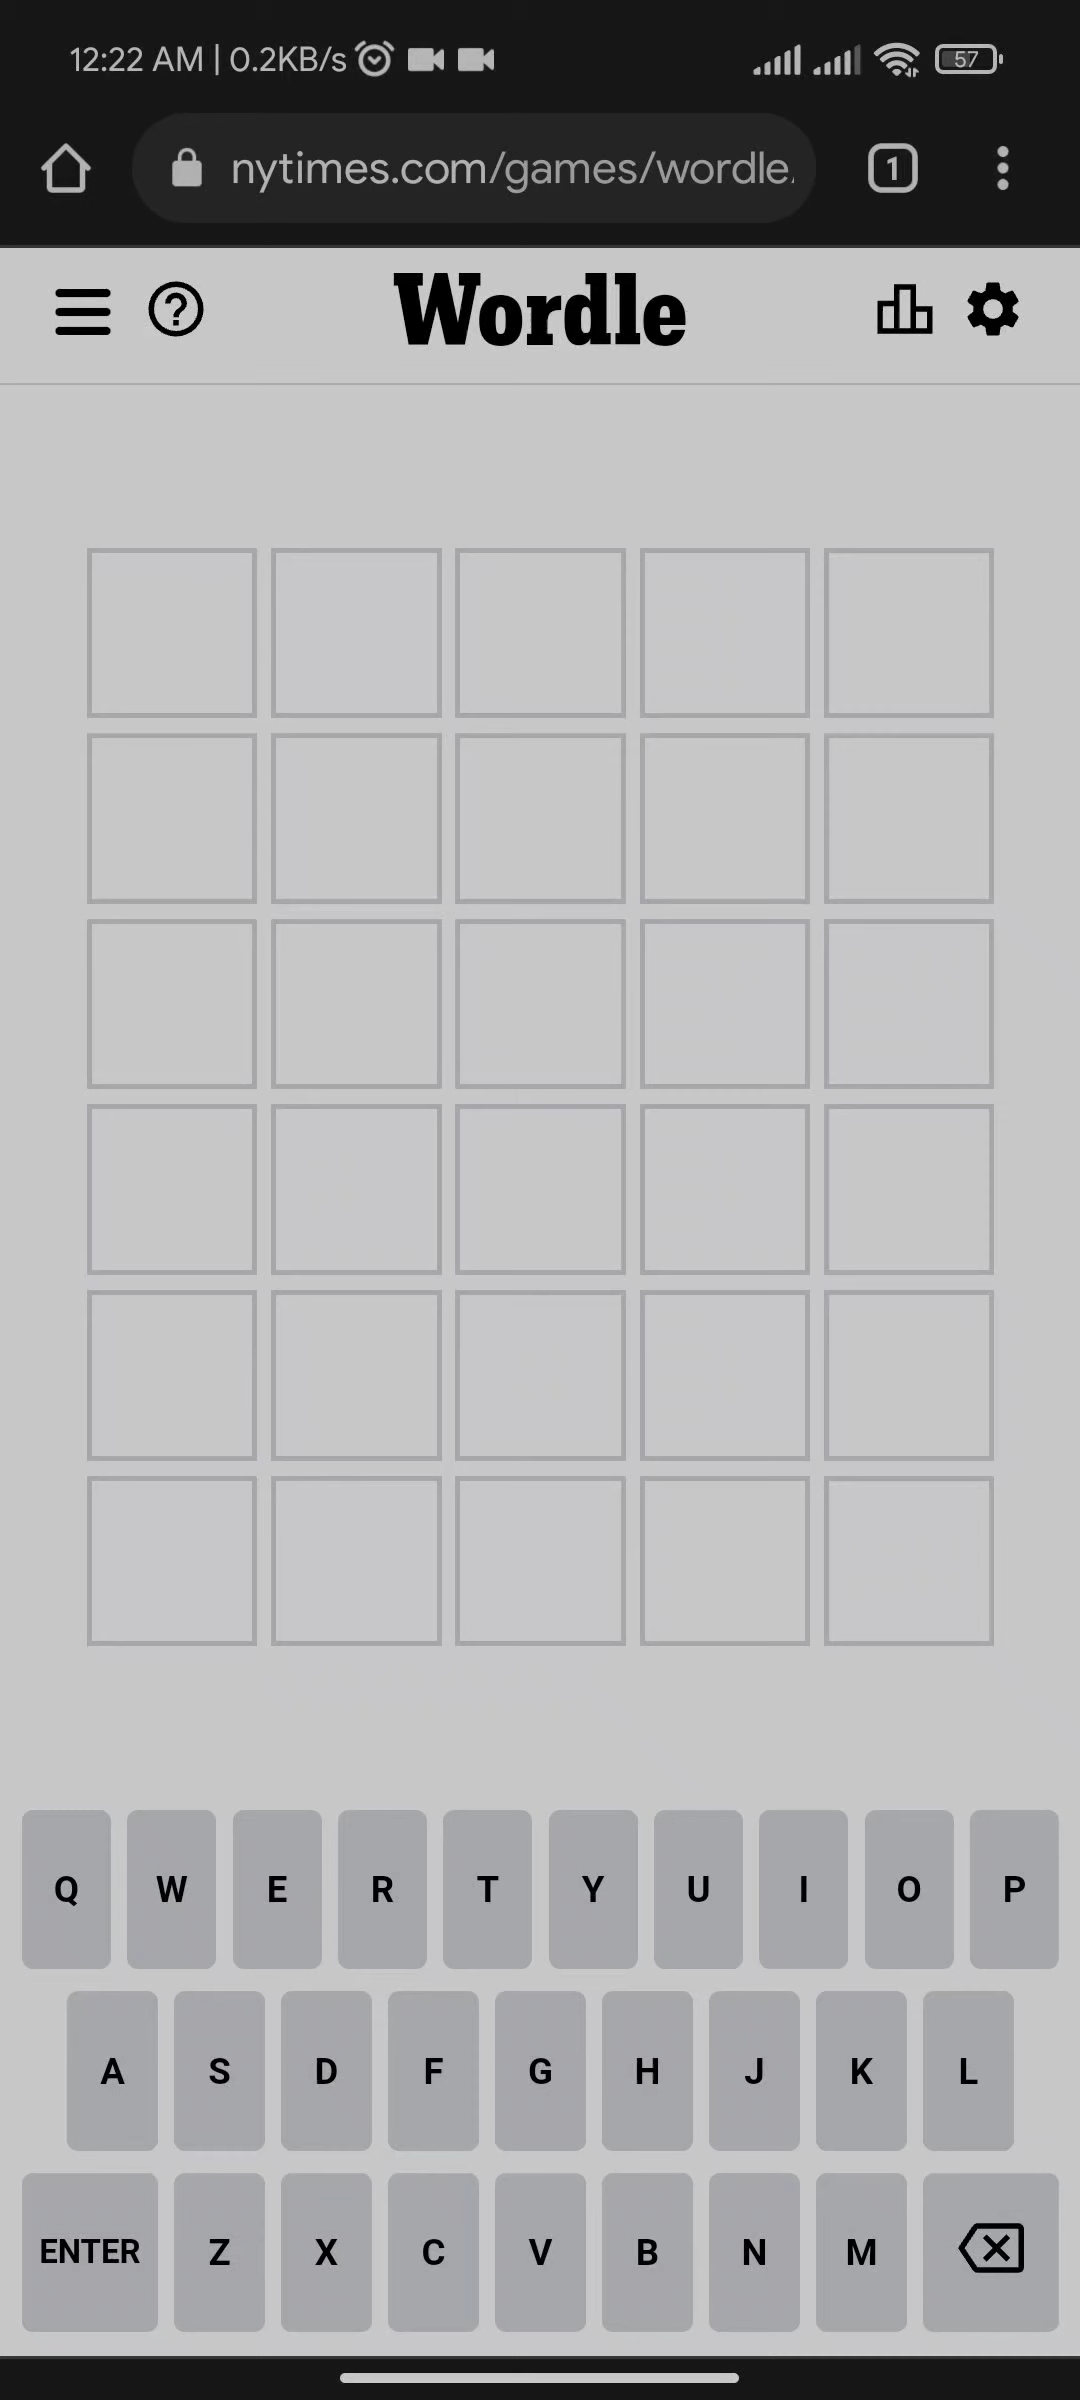 12:22 AM | 0.2KB/s 57
nytimes.com/games/wordle. 1
Wordle
Q W E R T Y U I O P
A S D F G H J K L
ENTER Z X C V B N M